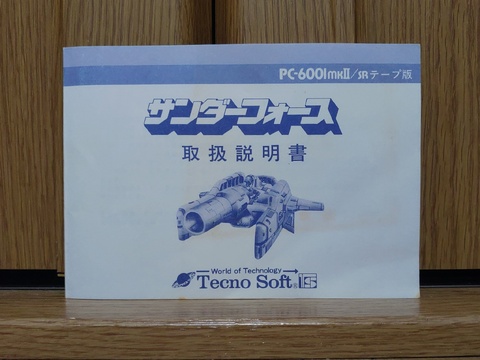 PC-6001mkII/SRテープ版
サンダーフォース
取扱説明書
World of Technology
Tecno Soft